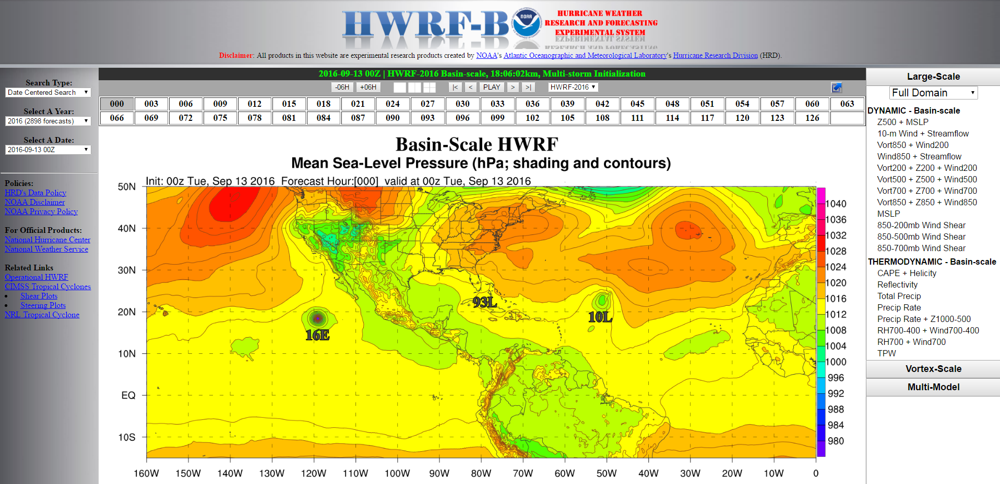 HWRF-B
NOAA
HURRICANE WEATHER
RESEARCH AND FORECASTING
EXPERIMENTAL SYSTEM
Disclaimer: All products in this website are experimental research products created by NOAA's Atlantic Oceanographic and Meteorological Laboratory's Hurricane Research Division (HRD).
Search Type:
Date Centered Search
Select A Year:
2016 (2898 forecasts)
Select A Date:
2016-09-13 00Z
Policies:
HRD's Data Policy
NOAA Disclaimer
NOAA Privacy Policy
For Official Products:
National Hurricane Center
National Weather Service
Related Links
Operational HWRF
CIMSS Tropical Cyclones
Shear Plots
Steering Plots
NRL Tropical Cyclone
2016-09-13 00Z | HWRF-2016 Basin-scale, 18:06:02km, Multi-storm Initialization
-06H +06H |< < PLAY > >| HWRF-2016
000 003 006 009 012 015 018 021 024 027 030 033 036 039 042 045 048 051 054 057 060 063
066 069 072 075 078 081 084 087 090 093 096 099 102 105 108 111 114 117 120 123 126
Basin-Scale HWRF
Mean Sea-Level Pressure (hPa; shading and contours)
Init: 00z Tue, Sep 13 2016 Forecast Hour:[000] valid at 00z Tue, Sep 13 2016
50N
40N
30N
20N
10N
EQ
10S
93L
10L
16E
160W 150W 140W 130W 120W 110W 100W 90W 80W 70W 60W 50W 40W 30W 20W 10W 0
1040
1036
1032
1028
1024
1020
1016
1012
1008
1004
1000
996
992
988
984
980
Large-Scale
Full Domain
DYNAMIC - Basin-scale
Z500 + MSLP
10-m Wind + Streamflow
Vort850 + Wind200
Wind850 + Streamflow
Vort200 + Z200 + Wind200
Vort500 + Z500 + Wind500
Vort700 + Z700 + Wind700
Vort850 + Z850 + Wind850
MSLP
850-200mb Wind Shear
850-500mb Wind Shear
850-700mb Wind Shear
THERMODYNAMIC - Basin-scale
CAPE + Helicity
Reflectivity
Total Precip
Precip Rate
Precip Rate + Z1000-500
RH700-400 + Wind700-400
RH700 + Wind700
TPW
Vortex-Scale
Multi-Model